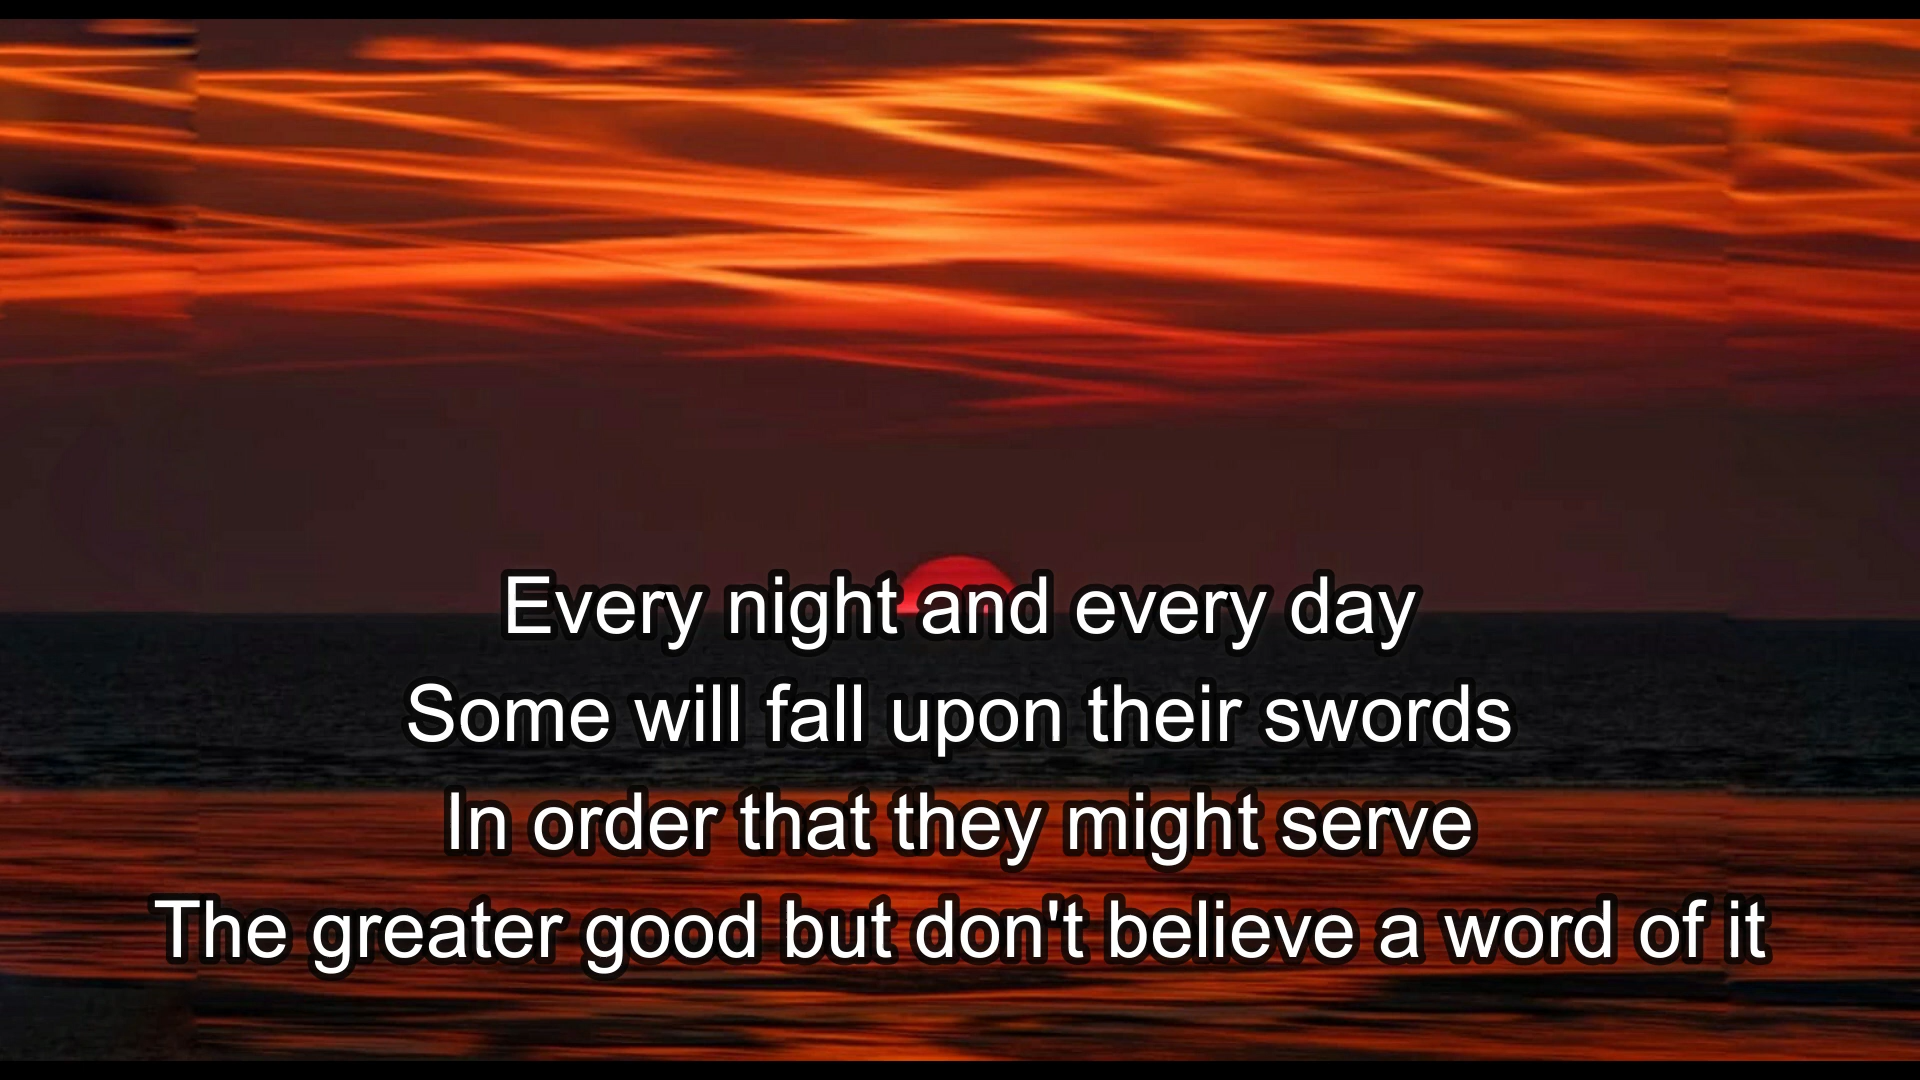 Every night and every day
Some will fall upon their swords
In order that they might serve
The greater good but don't believe a word of it